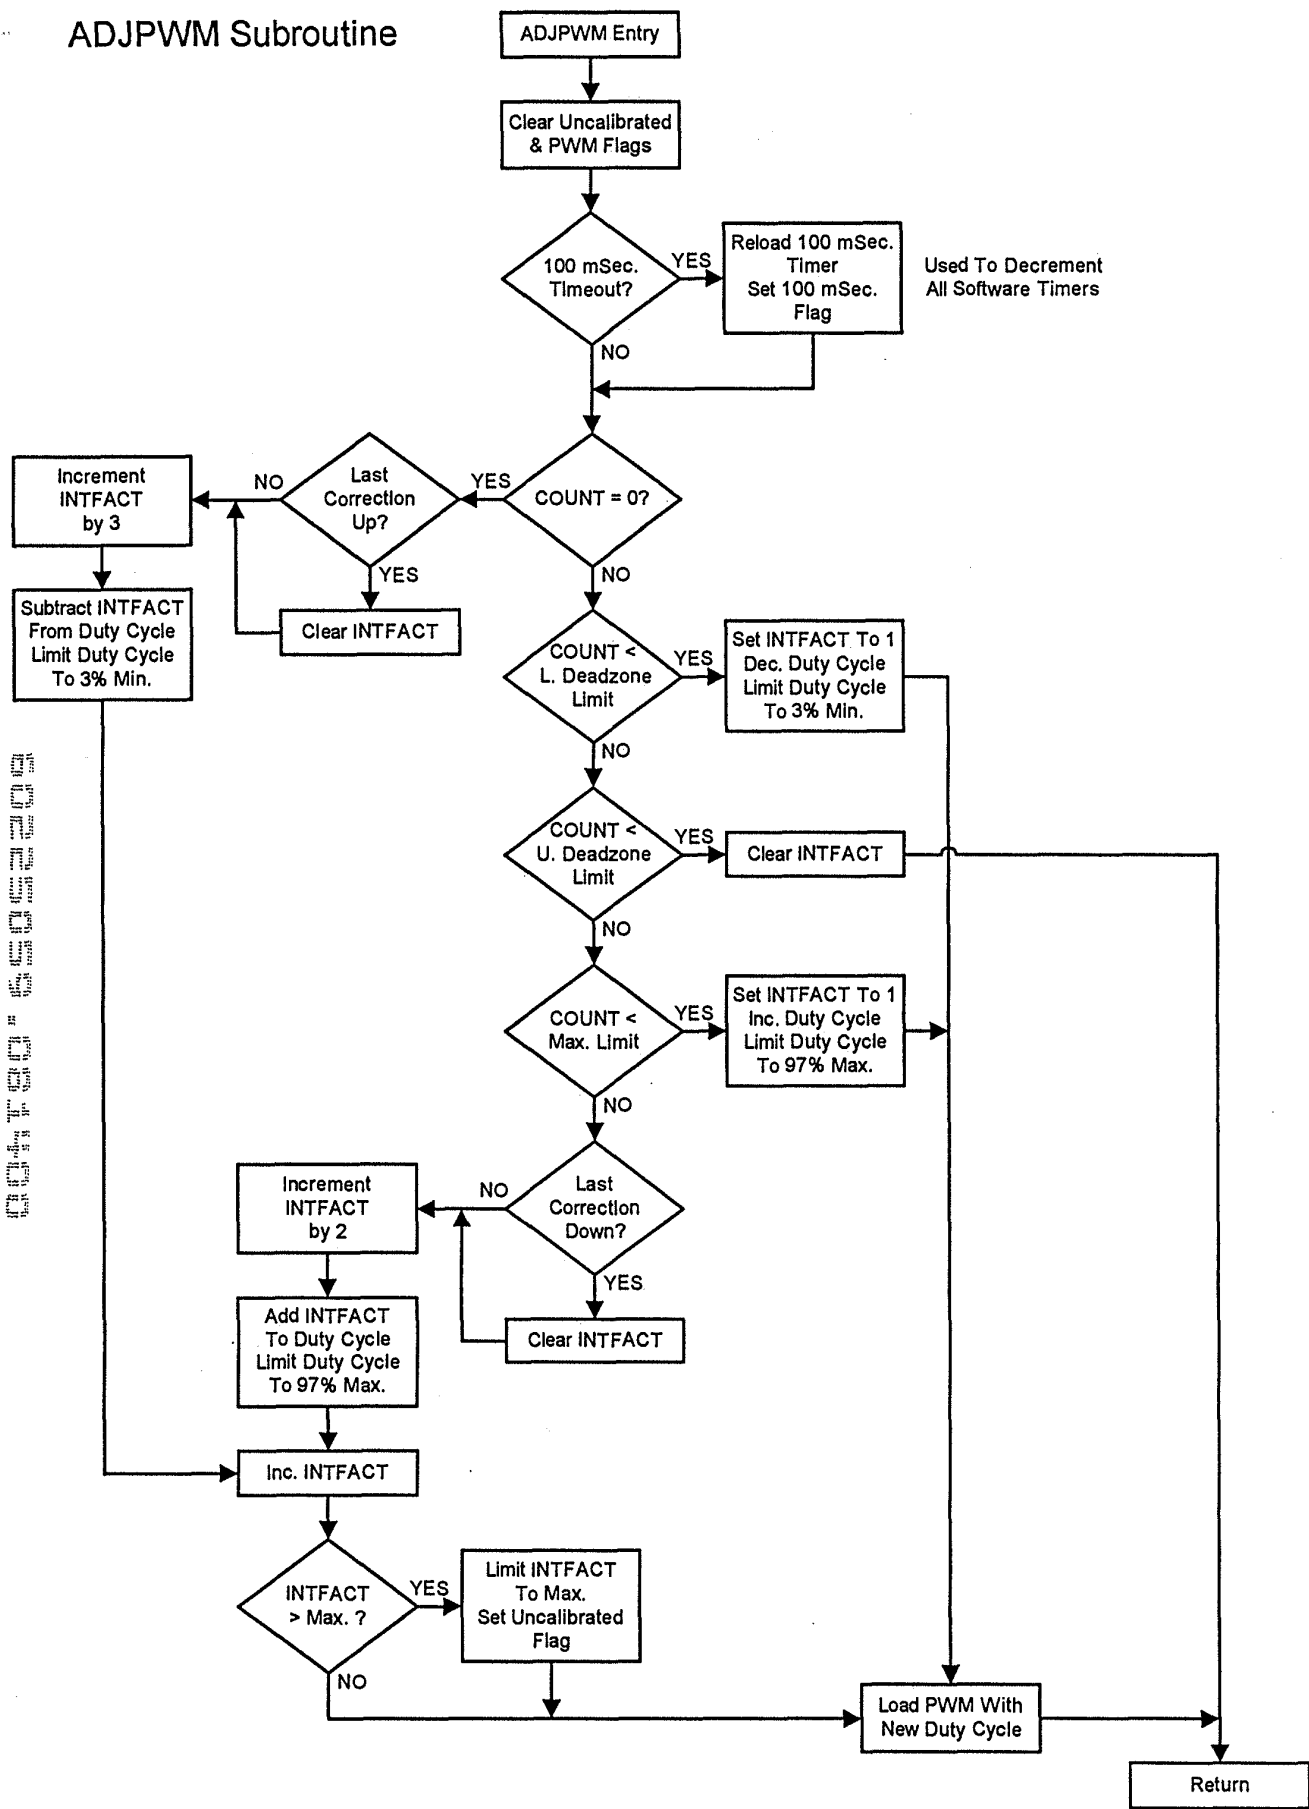 ADJPWM Subroutine
ADJPWM Entry
Clear Uncalibrated
& PWM Flags
100 mSec.
Timeout?
YES
Reload 100 mSec.
Timer
Set 100 mSec.
Flag
Used To Decrement
All Software Timers
NO
COUNT = 0?
YES
Last
Correction
Up?
NO
Increment
INTFACT
by 3
YES
Clear INTFACT
Subtract INTFACT
From Duty Cycle
Limit Duty Cycle
To 3% Min.
NO
COUNT <
L. Deadzone
Limit
YES
Set INTFACT To 1
Dec. Duty Cycle
Limit Duty Cycle
To 3% Min.
NO
COUNT <
U. Deadzone
Limit
YES
Clear INTFACT
NO
COUNT <
Max. Limit
YES
Set INTFACT To 1
Inc. Duty Cycle
Limit Duty Cycle
To 97% Max.
NO
Last
Correction
Down?
NO
Increment
INTFACT
by 2
YES
Clear INTFACT
Add INTFACT
To Duty Cycle
Limit Duty Cycle
To 97% Max.
Inc. INTFACT
INTFACT
> Max. ?
YES
Limit INTFACT
To Max.
Set Uncalibrated
Flag
NO
Load PWM With
New Duty Cycle
Return